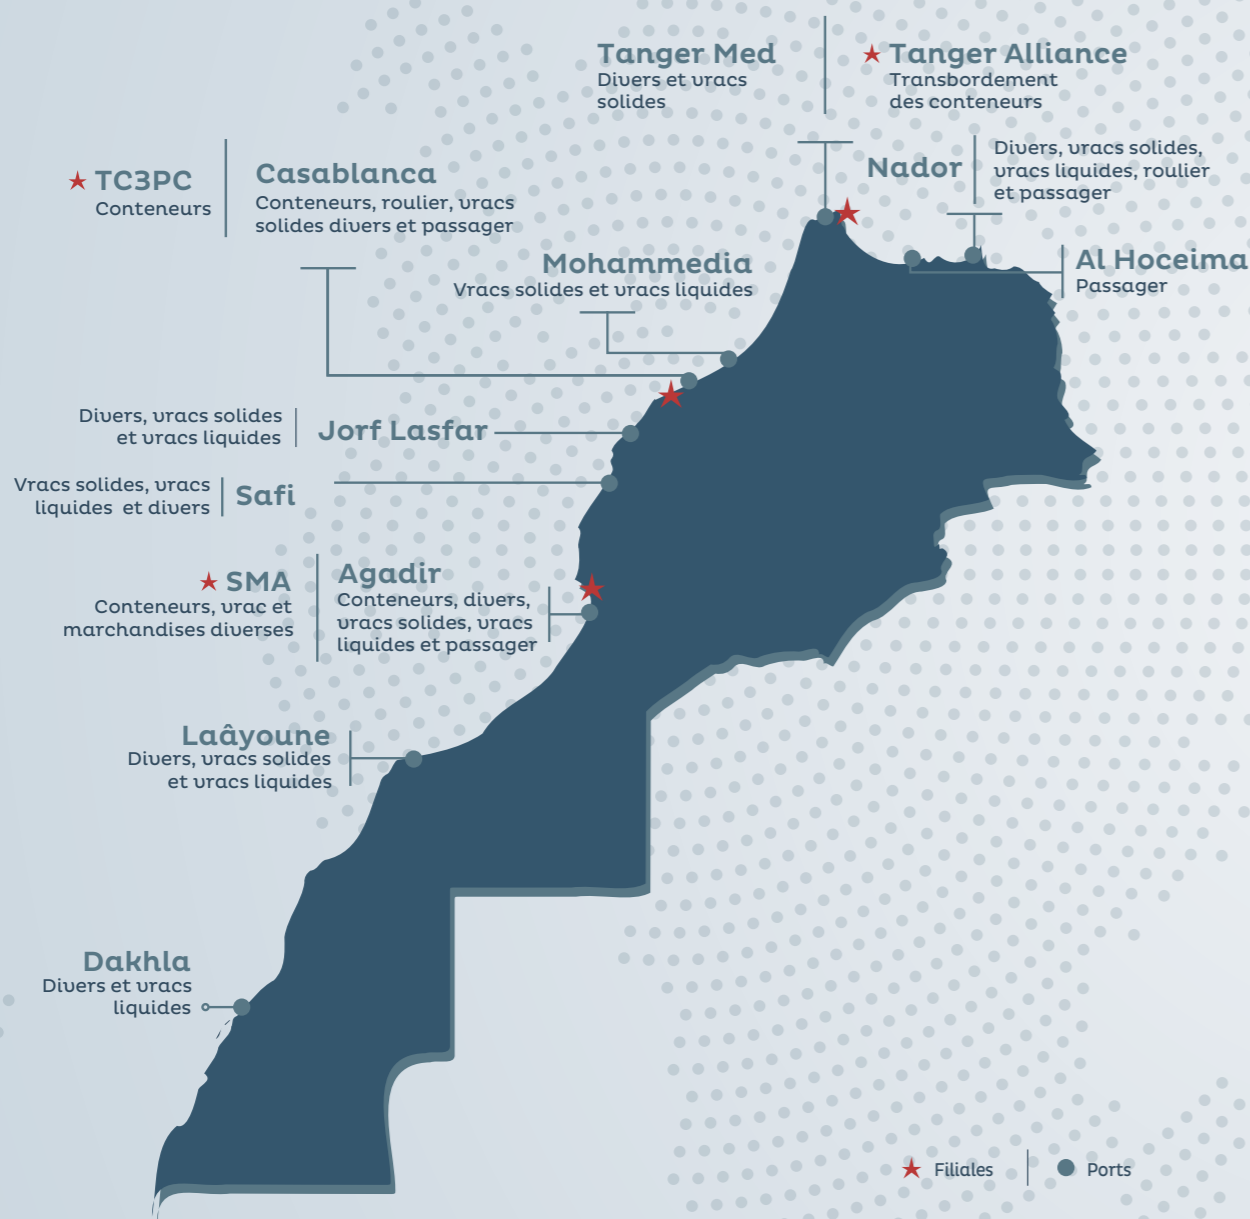 Tanger Med
Divers et vracs
solides
Tanger Alliance
Transbordement
des conteneurs
TC3PC
Conteneurs
Casablanca
Conteneurs, roulier, vracs
solides divers et passager
Nador
Divers, vracs solides,
vracs liquides, roulier
et passager
Mohammedia
Vracs solides et vracs liquides
Al Hoceima
Passager
Divers, vracs solides
et vracs liquides
Jorf Lasfar
Vracs solides, vracs
liquides et divers
Safi
SMA
Conteneurs, vrac et
marchandises diverses
Agadir
Conteneurs, divers,
vracs solides, vracs
liquides et passager
Laâyoune
Divers, vracs solides
et vracs liquides
Dakhla
Divers et vracs
liquides
Filiales
Ports